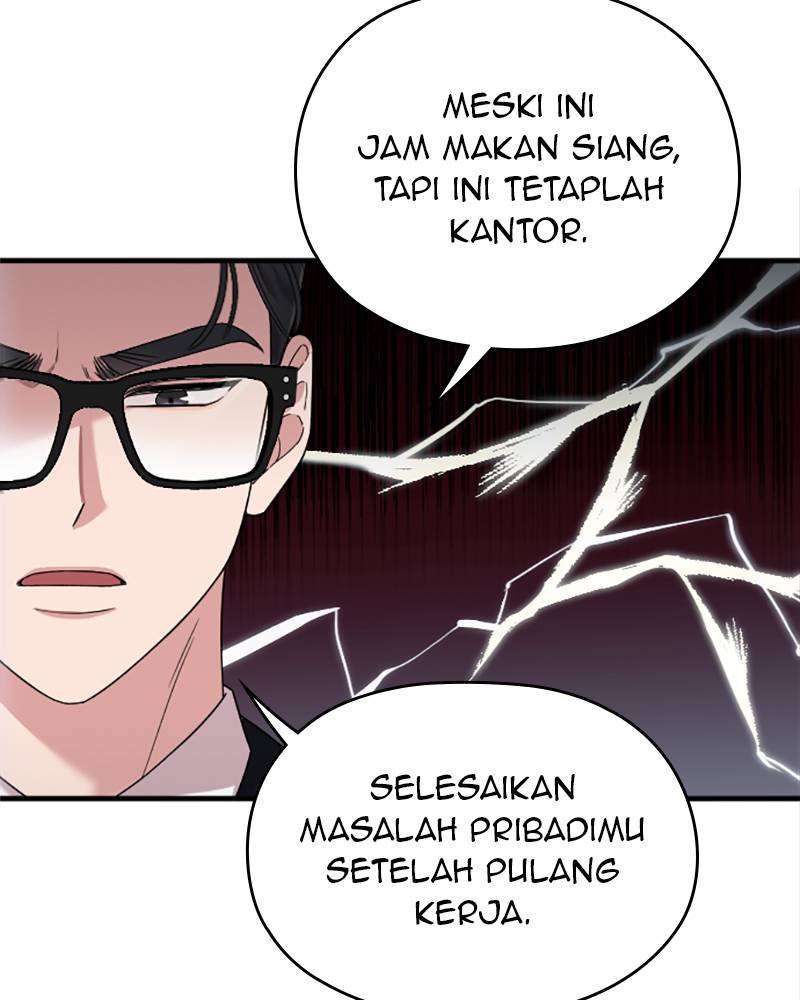 MESKI INI
JAM MAKAN SIANG,
TAPI INI TETAPLAH
KANTOR.
SELESAIKAN
MASALAH PRIBADIMU
SETELAH PULANG
KERJA.